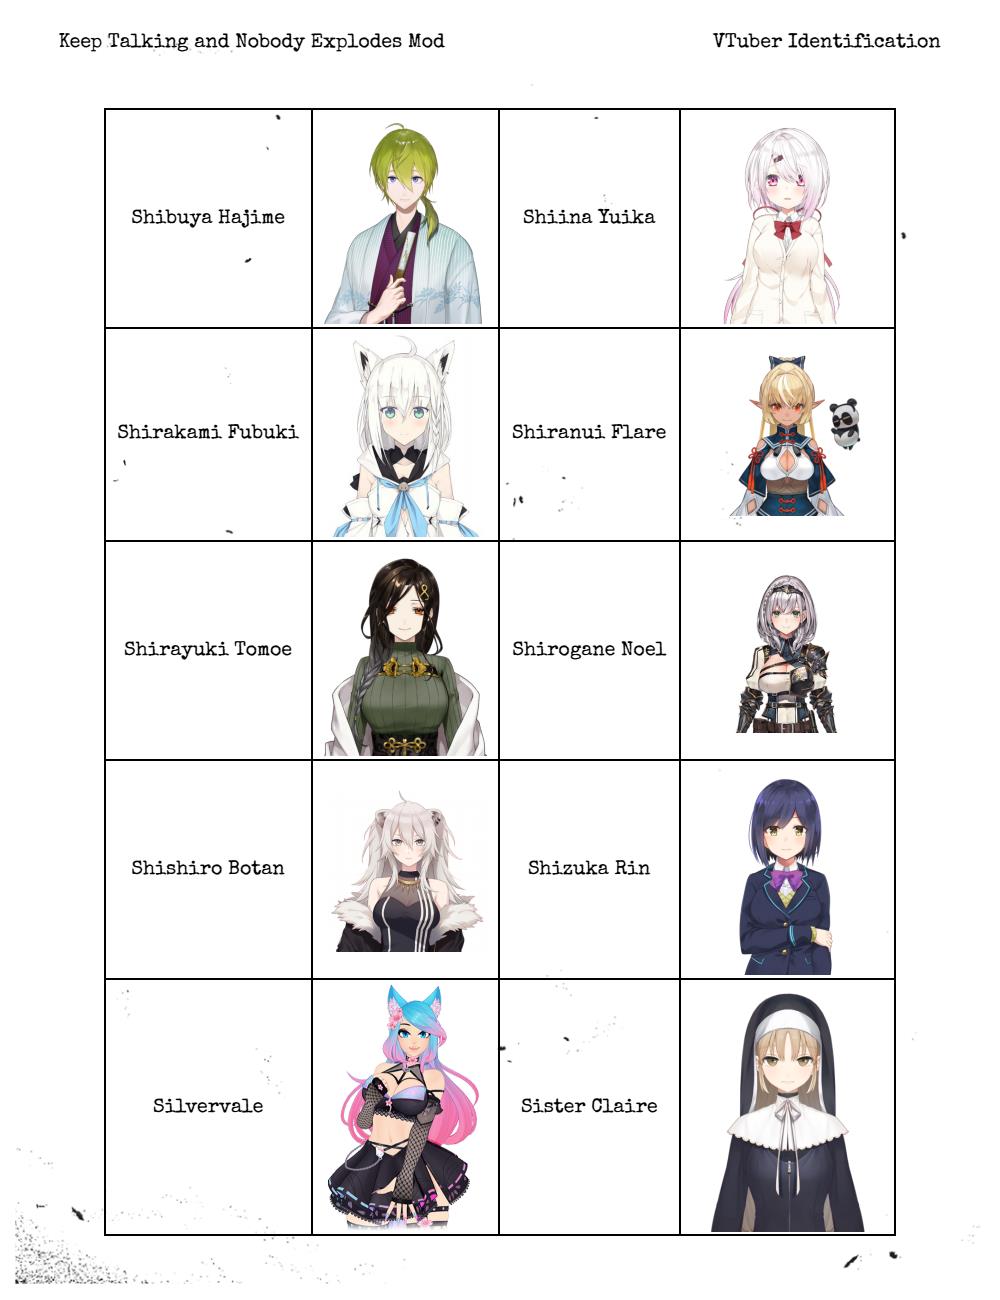 Keep Talking and Nobody Explodes Mod
VTuber Identification
Shibuya Hajime
Shiina Yuika
Shirakami Fubuki
Shiranui Flare
Shirayuki Tomoe
Shirogane Noel
Shishiro Botan
Shizuka Rin
Silvervale
Sister Claire